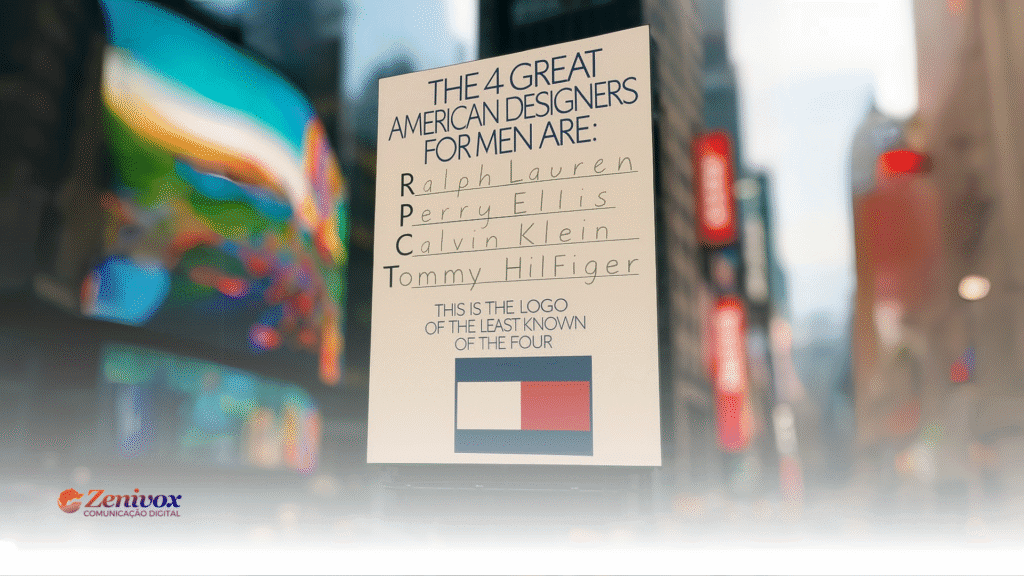 THE 4 GREAT
AMERICAN DESIGNERS
FOR MEN ARE:
Ralph Lauren
Perry Ellis
Calvin Klein
Tommy HilFiger
THIS IS THE LOGO
OF THE LEAST KNOWN
OF THE FOUR
Zenivox
COMUNICAÇÃO DIGITAL